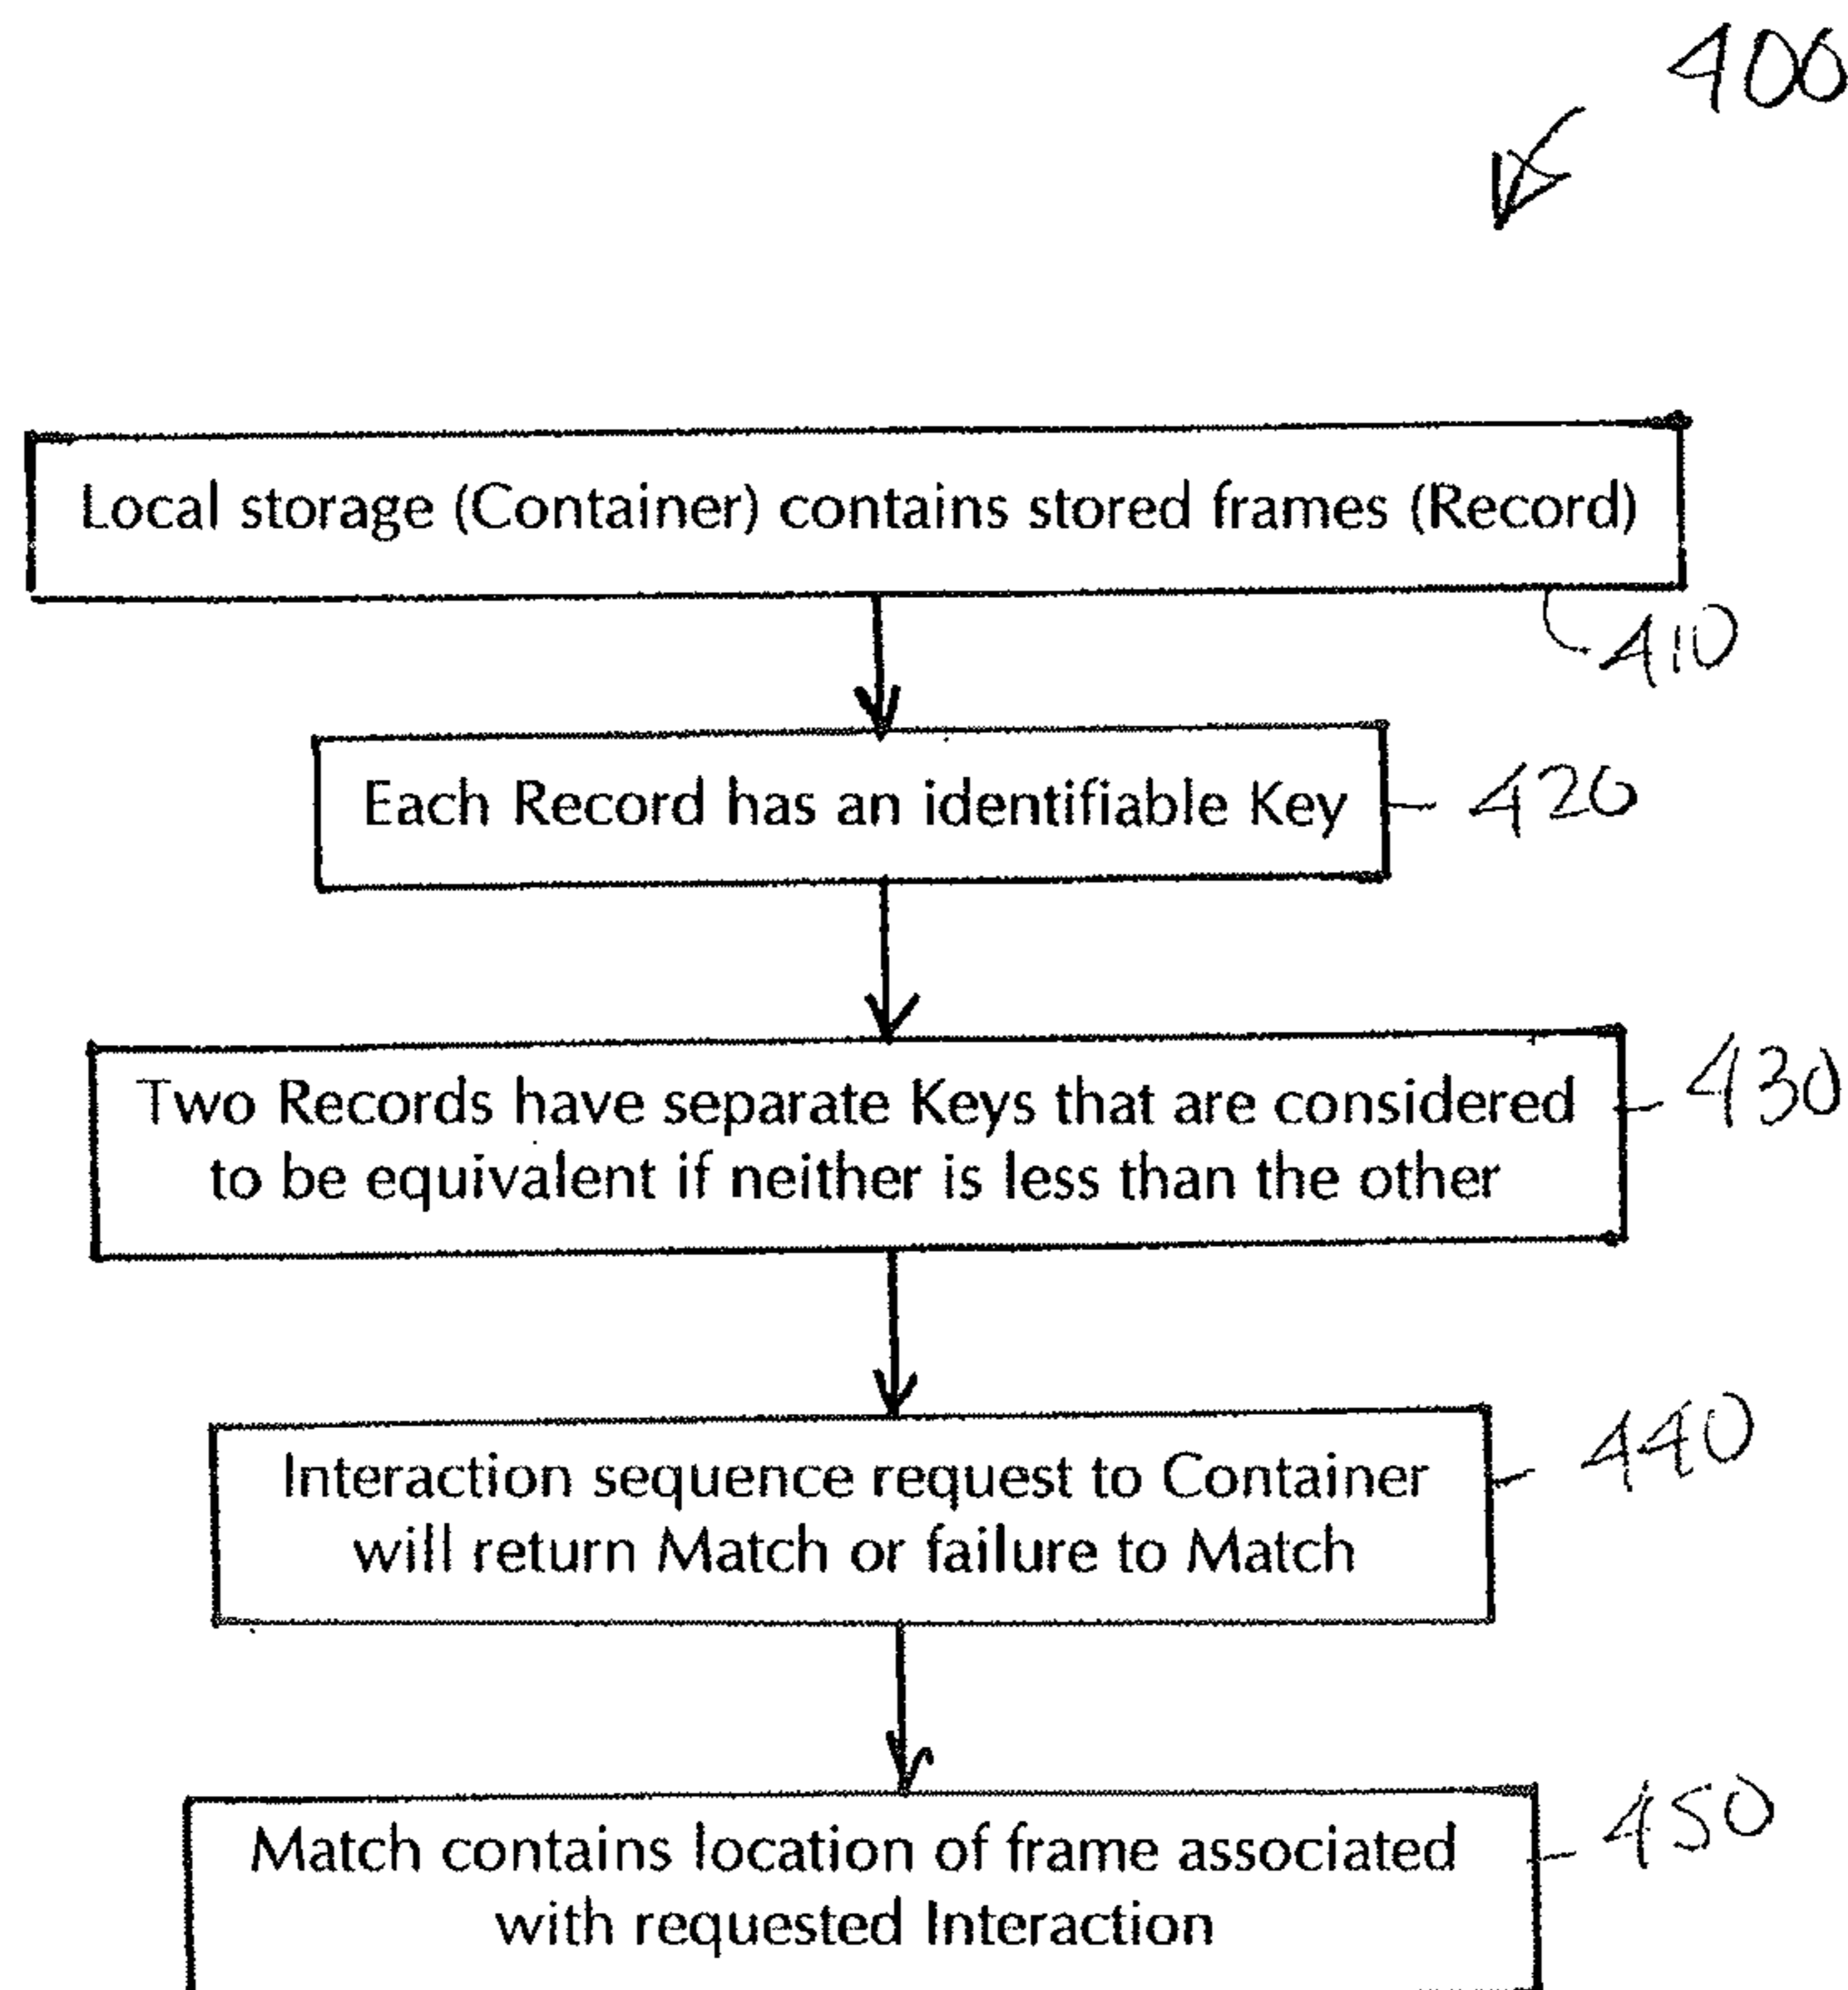 400
Local storage (Container) contains stored frames (Record)
410
Each Record has an identifiable Key
420
Two Records have separate Keys that are considered
to be equivalent if neither is less than the other
430
Interaction sequence request to Container
will return Match or failure to Match
440
Match contains location of frame associated
with requested Interaction
450